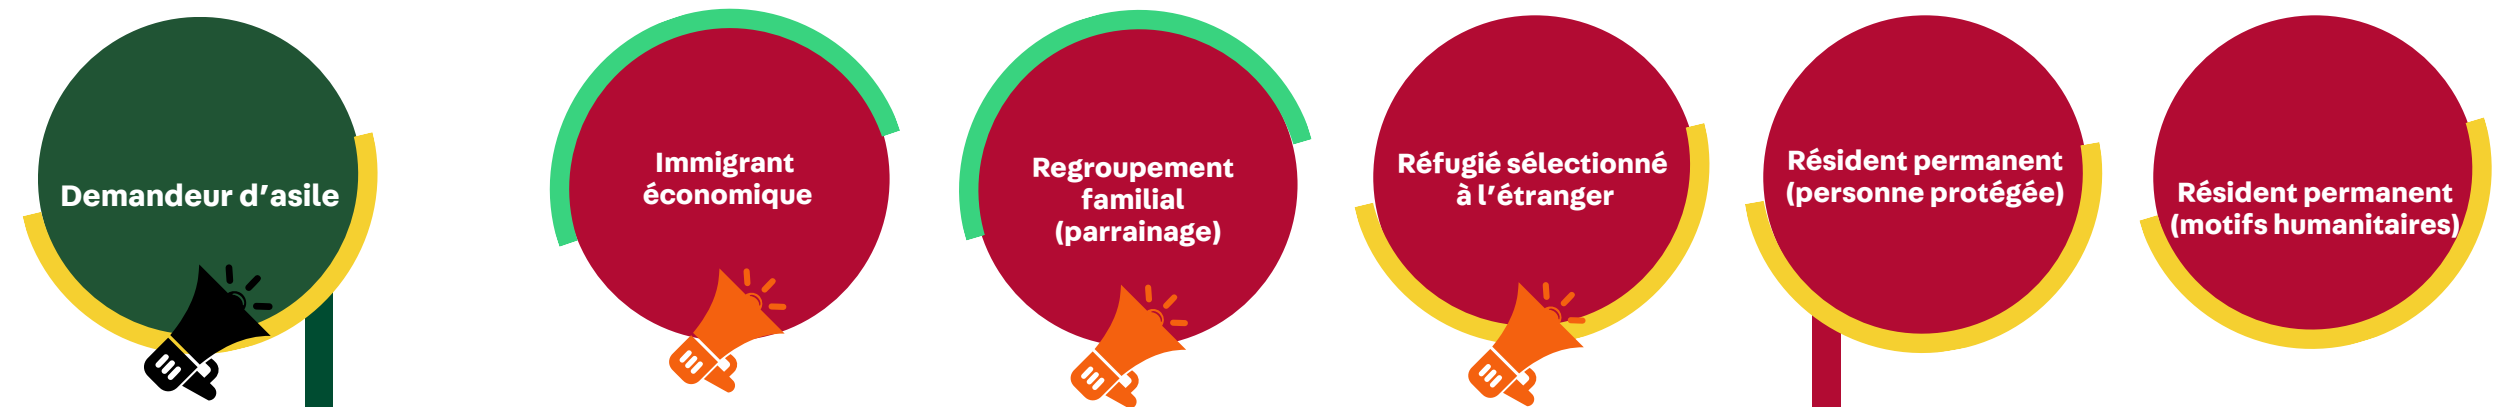 Demandeur d'asile
Immigrant
économique
Regroupement
familial
(parrainage)
Réfugié sélectionné
à l'étranger
Résident permanent
(personne protégée)
Résident permanent
(motifs humanitaires)